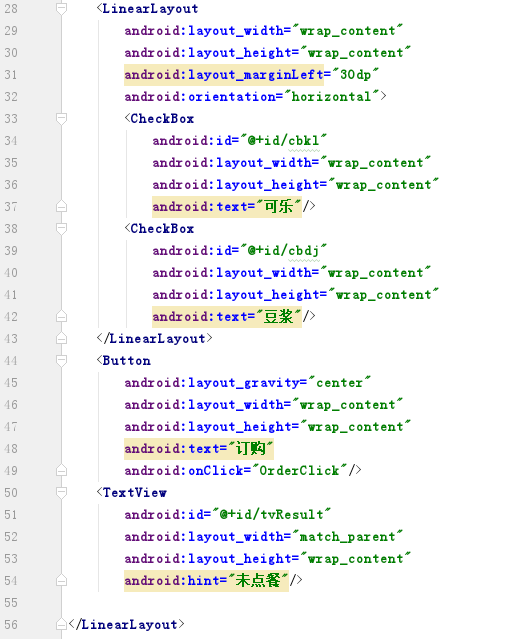 28 <LinearLayout
29 android:layout_width="wrap_content"
30 android:layout_height="wrap_content"
31 android:layout_marginLeft="30dp"
32 android:orientation="horizontal">
33 <CheckBox
34 android:id="@+id/cbkl"
35 android:layout_width="wrap_content"
36 android:layout_height="wrap_content"
37 android:text="可乐"/>
38 <CheckBox
39 android:id="@+id/cbdj"
40 android:layout_width="wrap_content"
41 android:layout_height="wrap_content"
42 android:text="豆浆"/>
43 </LinearLayout>
44 <Button
45 android:layout_gravity="center"
46 android:layout_width="wrap_content"
47 android:layout_height="wrap_content"
48 android:text="订购"
49 android:onClick="OrderClick"/>
50 <TextView
51 android:id="@+id/tvResult"
52 android:layout_width="match_parent"
53 android:layout_height="wrap_content"
54 android:hint="未点餐"/>
55
56 </LinearLayout>